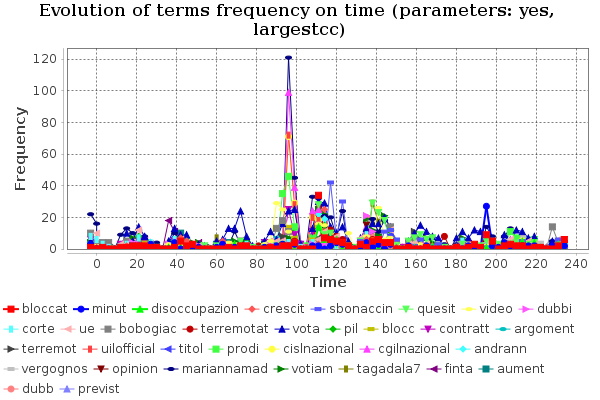 Evolution of terms frequency on time (parameters: yes,
largestcc)
Frequency
120
100
80
60
40
20
0
0 20 40 60 80 100 120 140 160 180 200 220 240
Time
bloccat minut disoccupazion crescit sbonaccin quesit video dubbi
corte ue bobogiac terremotat vota pil blocc contratt argoment
terremot uilofficial titol prodi cislnazional cgilnazional andrann
vergognos opinion mariannamad votiam tagadala7 finta aument
dubb previst